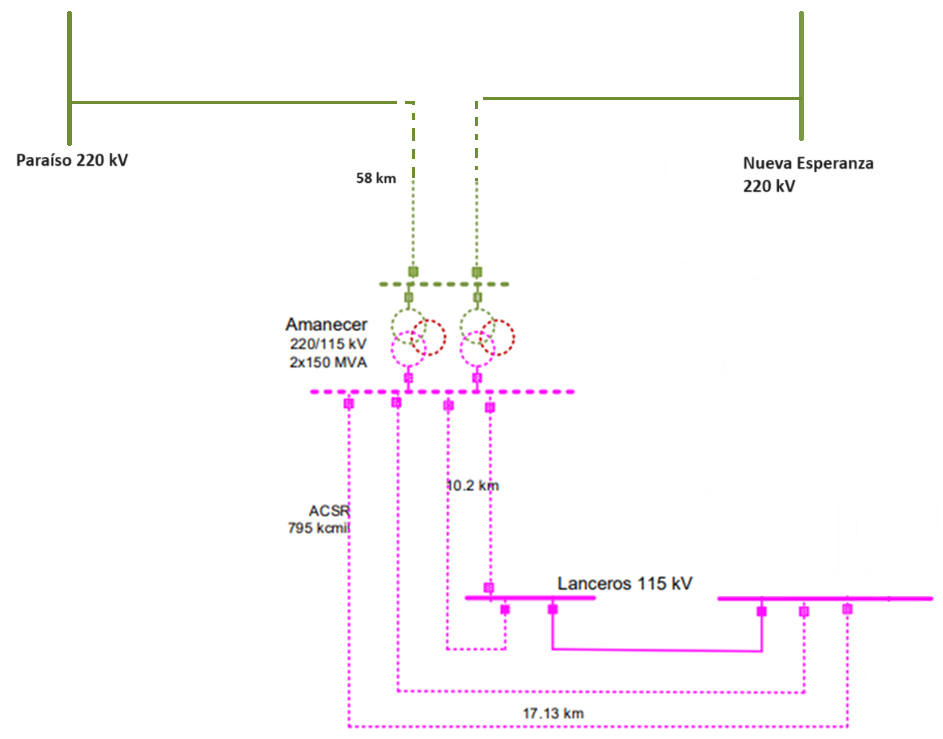 Paraíso 220 kV
Nueva Esperanza
220 kV
58 km
Amanecer
220/115 kV
2x150 MVA
10.2 km
ACSR
795 kcmil
Lanceros 115 kV
17.13 km